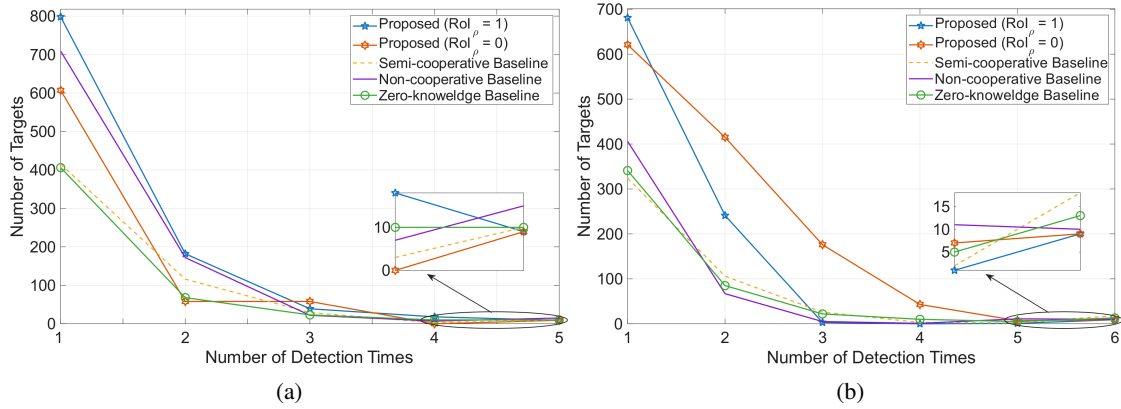 800
700
600
500
400
300
200
100
0
Number of Targets
1
2
3
4
5
Number of Detection Times
Proposed (RoI_ρ = 1)
Proposed (RoI_ρ = 0)
Semi-cooperative Baseline
Non-cooperative Baseline
Zero-knoweldge Baseline
10
0
(a)
700
600
500
400
300
200
100
0
Number of Targets
1
2
3
4
5
6
Number of Detection Times
Proposed (RoI_ρ = 1)
Proposed (RoI_ρ = 0)
Semi-cooperative Baseline
Non-cooperative Baseline
Zero-knoweldge Baseline
15
10
5
(b)